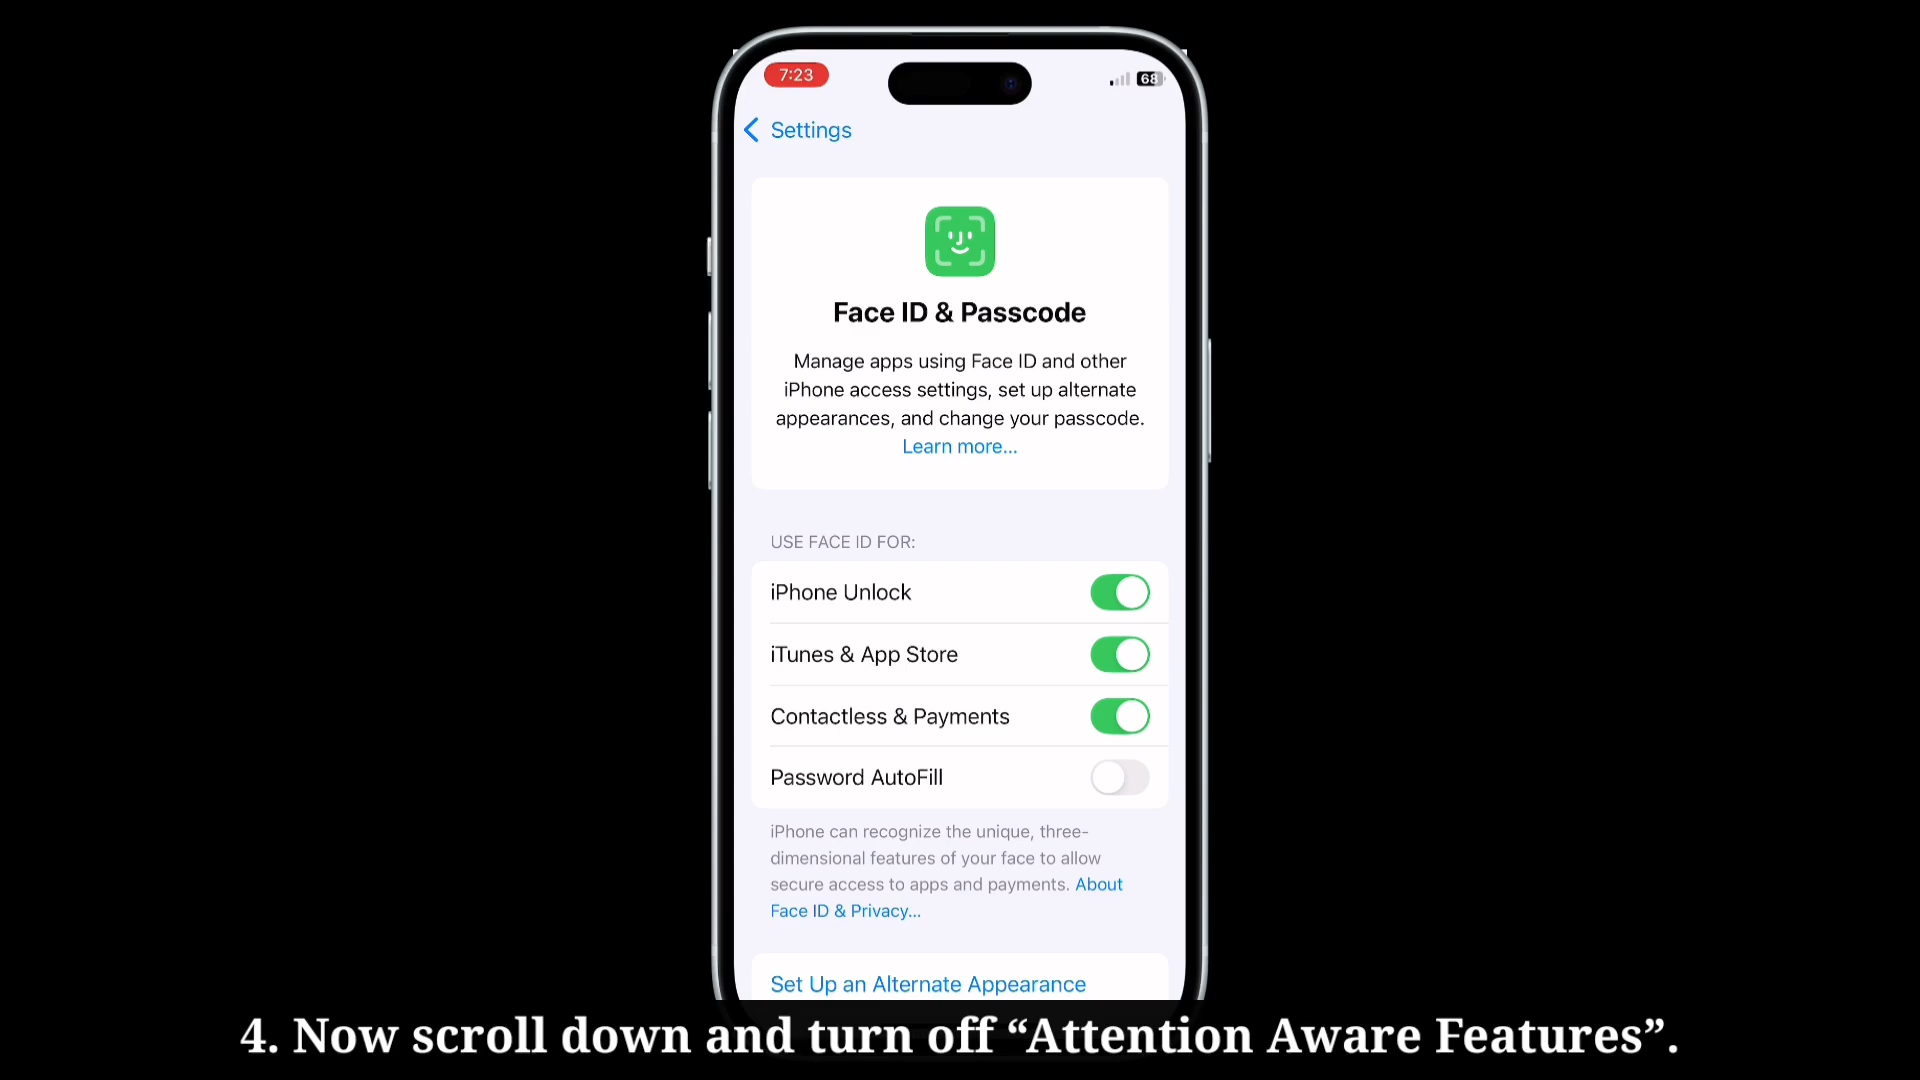 7:23
68
Settings
Face ID & Passcode
Manage apps using Face ID and other
iPhone access settings, set up alternate
appearances, and change your passcode.
Learn more...
USE FACE ID FOR:
iPhone Unlock
iTunes & App Store
Contactless & Payments
Password AutoFill
iPhone can recognize the unique, three-
dimensional features of your face to allow
secure access to apps and payments. About
Face ID & Privacy...
Set Up an Alternate Appearance
4. Now scroll down and turn off “Attention Aware Features”.